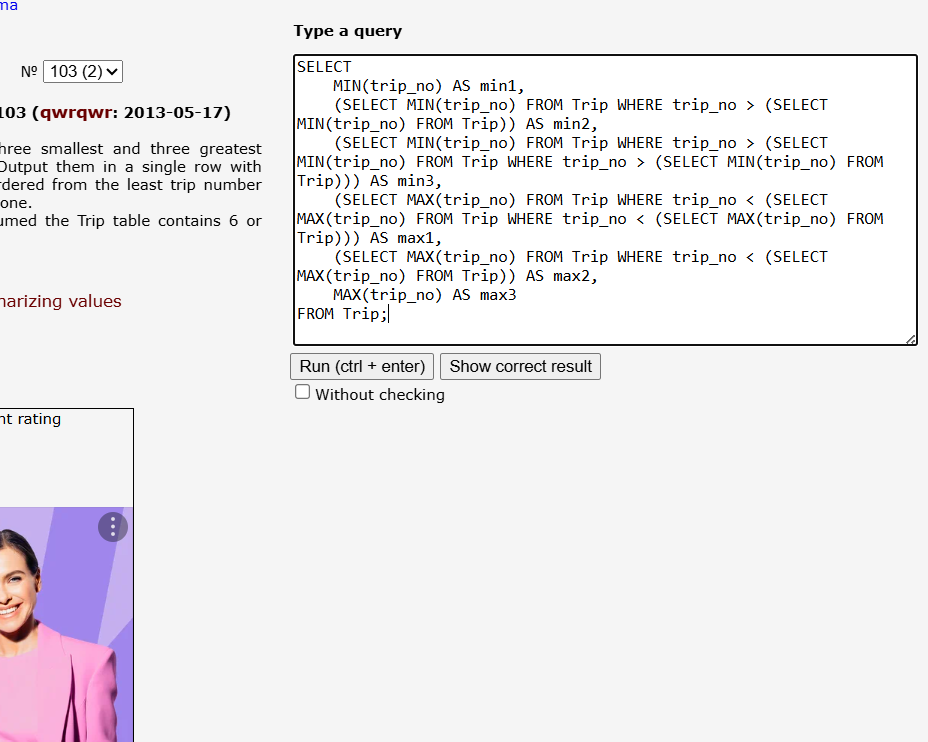 ma
№ 103 (2)
103 (qwrqwr: 2013-05-17)
hree smallest and three greatest
Output them in a single row with
rdered from the least trip number
one.
umed the Trip table contains 6 or
marizing values
nt rating
Type a query
SELECT
    MIN(trip_no) AS min1,
    (SELECT MIN(trip_no) FROM Trip WHERE trip_no > (SELECT
MIN(trip_no) FROM Trip)) AS min2,
    (SELECT MIN(trip_no) FROM Trip WHERE trip_no > (SELECT
MIN(trip_no) FROM Trip WHERE trip_no > (SELECT MIN(trip_no) FROM
Trip))) AS min3,
    (SELECT MAX(trip_no) FROM Trip WHERE trip_no < (SELECT
MAX(trip_no) FROM Trip WHERE trip_no < (SELECT MAX(trip_no) FROM
Trip))) AS max1,
    (SELECT MAX(trip_no) FROM Trip WHERE trip_no < (SELECT
MAX(trip_no) FROM Trip)) AS max2,
    MAX(trip_no) AS max3
FROM Trip;
Run (ctrl + enter) Show correct result
Without checking